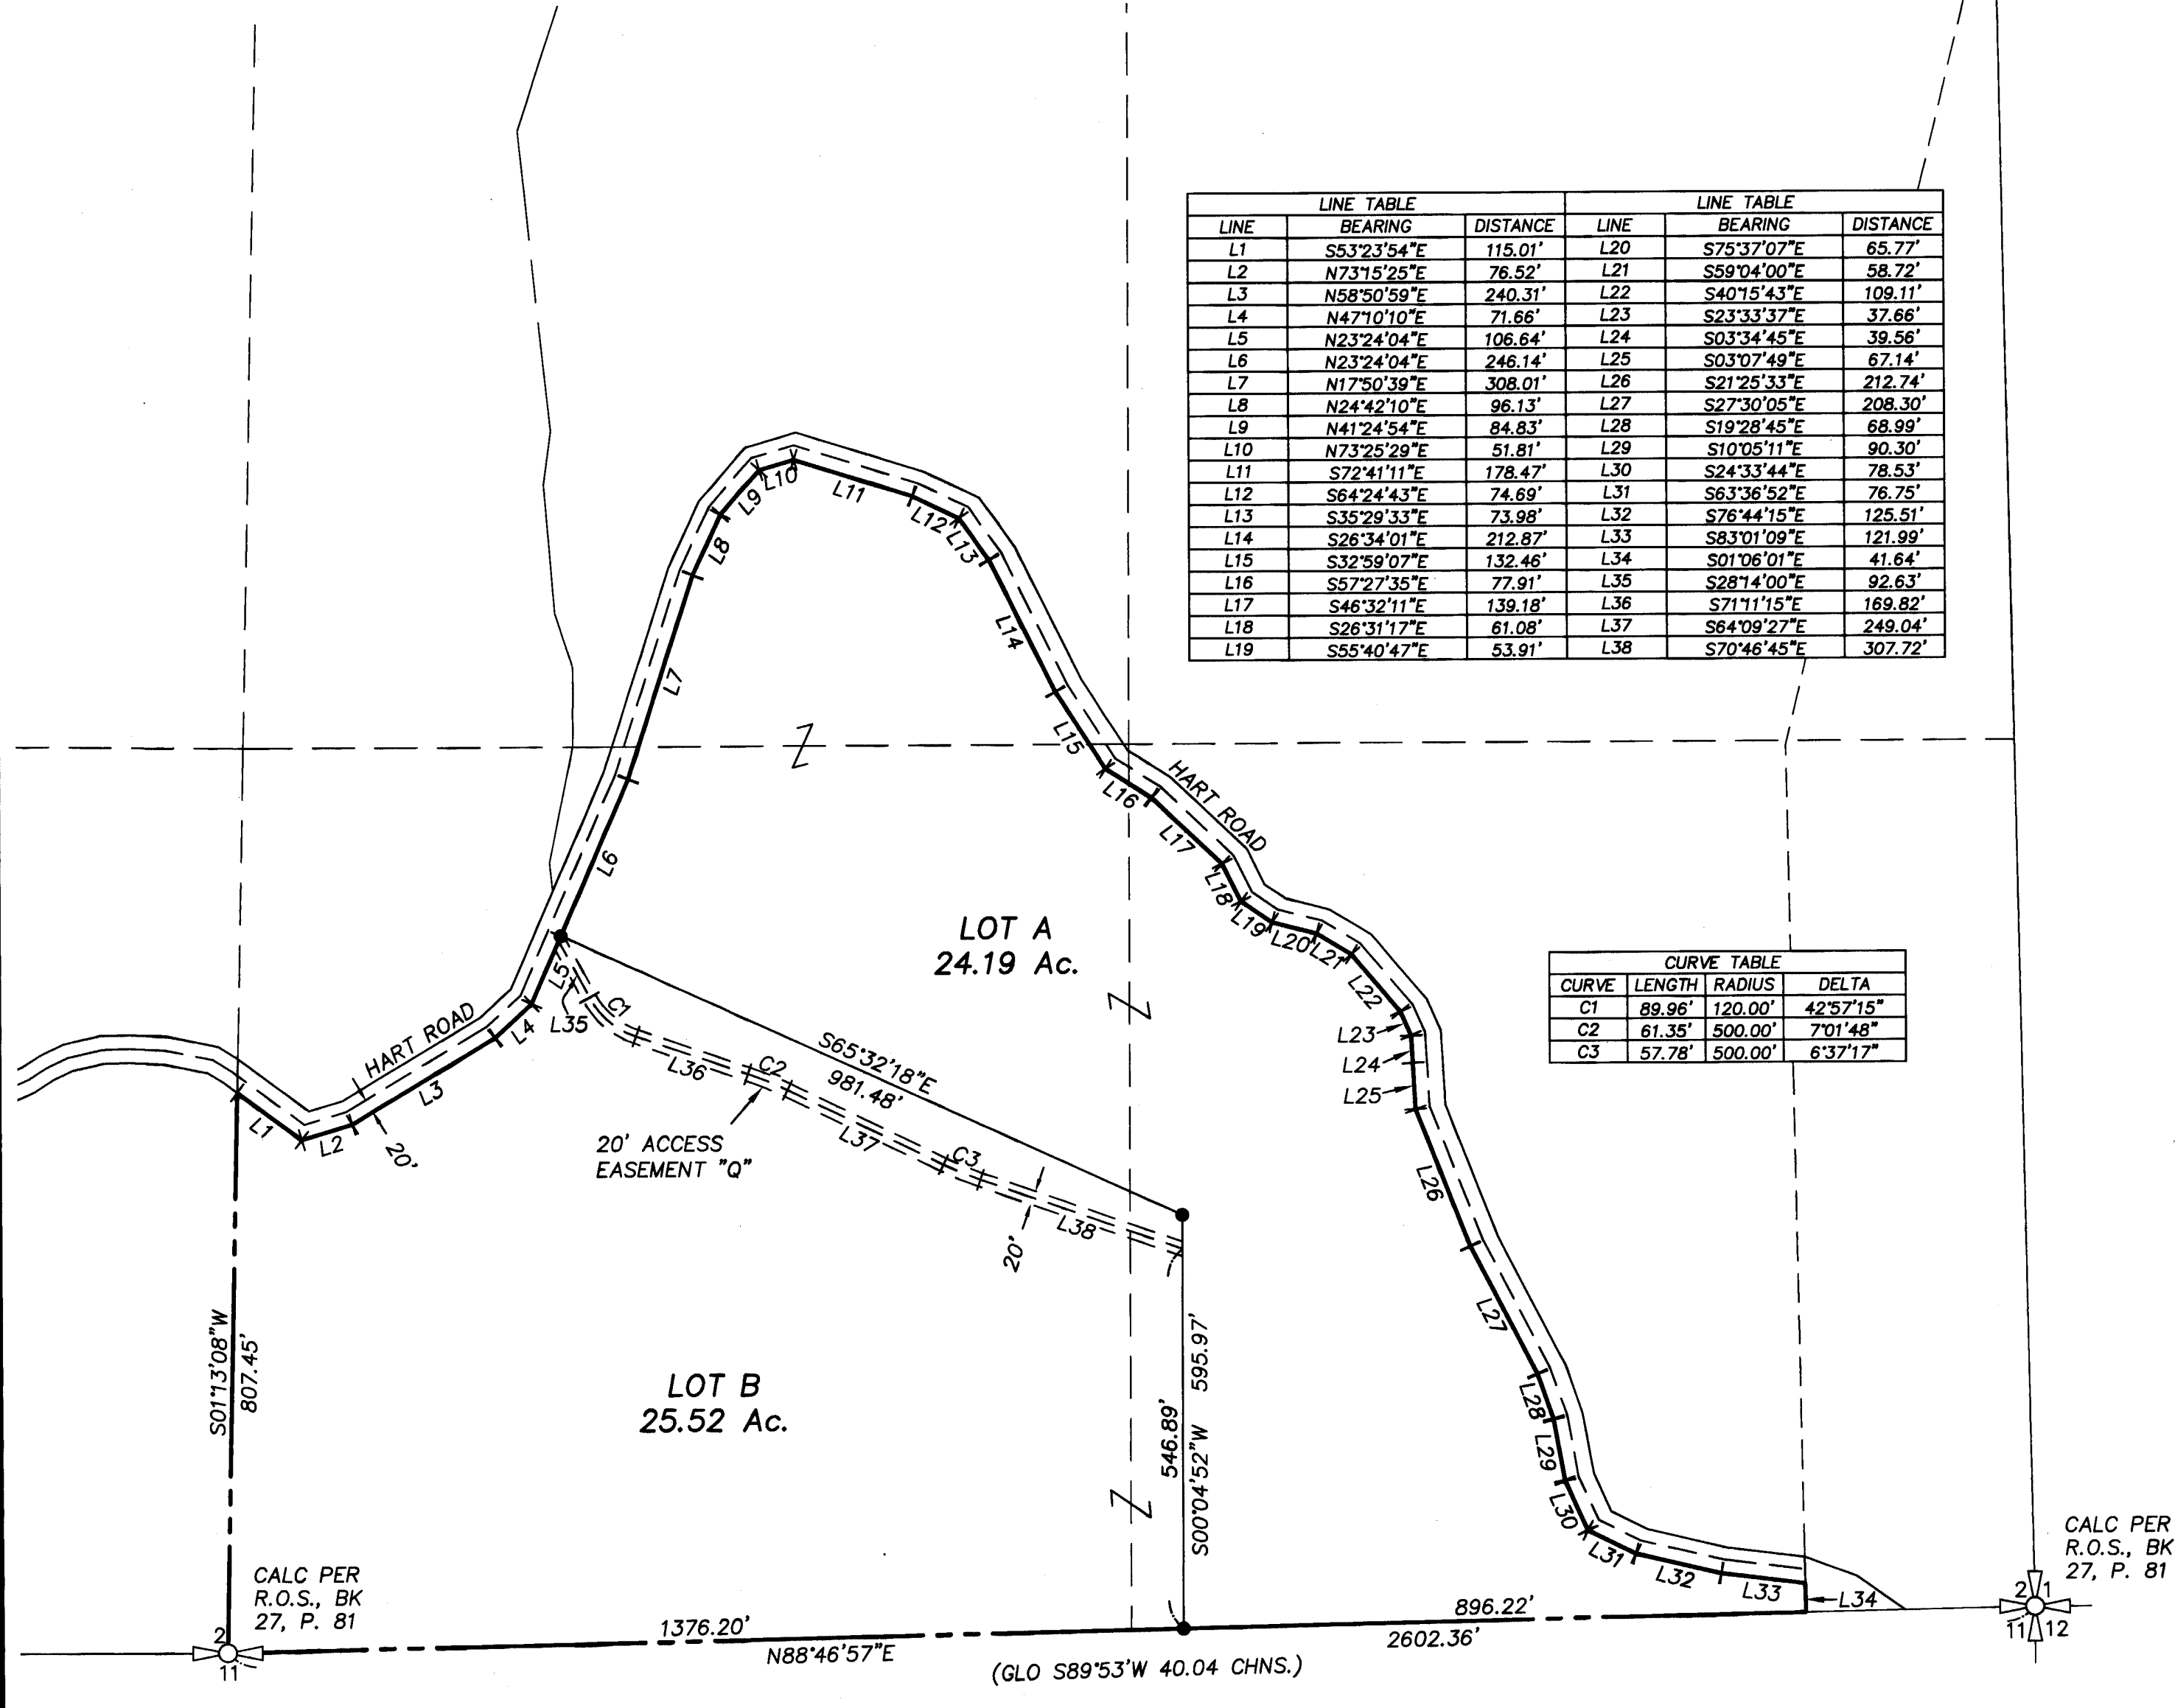 LINE TABLE LINE TABLE
LINE BEARING DISTANCE LINE BEARING DISTANCE
L1 S53°23'54"E 115.01' L20 S75°37'07"E 65.77'
L2 N73°15'25"E 76.52' L21 S59°04'00"E 58.72'
L3 N58°50'59"E 240.31' L22 S40°15'43"E 109.11'
L4 N47°10'10"E 71.66' L23 S23°33'37"E 37.66'
L5 N23°24'04"E 106.64' L24 S03°34'45"E 39.56'
L6 N23°24'04"E 246.14' L25 S03°07'49"E 67.14'
L7 N17°50'39"E 308.01' L26 S21°25'33"E 212.74'
L8 N24°42'10"E 96.13' L27 S27°30'05"E 208.30'
L9 N41°24'54"E 84.83' L28 S19°28'45"E 68.99'
L10 N73°25'29"E 51.81' L29 S10°05'11"E 90.30'
L11 S72°41'11"E 178.47' L30 S24°33'44"E 78.53'
L12 S64°24'43"E 74.69' L31 S63°36'52"E 76.75'
L13 S35°29'33"E 73.98' L32 S76°44'15"E 125.51'
L14 S26°34'01"E 212.87' L33 S83°01'09"E 121.99'
L15 S32°59'07"E 132.46' L34 S01°06'01"E 41.64'
L16 S57°27'35"E 77.91' L35 S28°14'00"E 92.63'
L17 S46°32'11"E 139.18' L36 S71°11'15"E 169.82'
L18 S26°31'17"E 61.08' L37 S64°09'27"E 249.04'
L19 S55°40'47"E 53.91' L38 S70°46'45"E 307.72'
L10
L9
L11
L12
L8
L13
L14
L7
L15
HART ROAD
L16
L17
L6
L18
LOT A
24.19 Ac.
L19
L20
L21
L22
L23
L24
L25
CURVE TABLE
CURVE LENGTH RADIUS DELTA
C1 89.96' 120.00' 42°57'15"
C2 61.35' 500.00' 7°01'48"
C3 57.78' 500.00' 6°37'17"
L5
C1
L35
L4
HART ROAD
L36
C2
S65°32'18"E
981.48'
L3
L1
L2
20'
20' ACCESS
EASEMENT "Q"
L37
C3
L38
20'
L26
L27
S01°13'08"W
807.45'
LOT B
25.52 Ac.
546.89'
S00°04'52"W 595.97'
L28
L29
L30
L31
L32
L33
L34
CALC PER
R.O.S., BK
27, P. 81
CALC PER
R.O.S., BK
27, P. 81
2
11
1376.20'
N88°46'57"E
896.22'
2602.36'
(GLO S89°53'W 40.04 CHNS.)
2 1
11 12